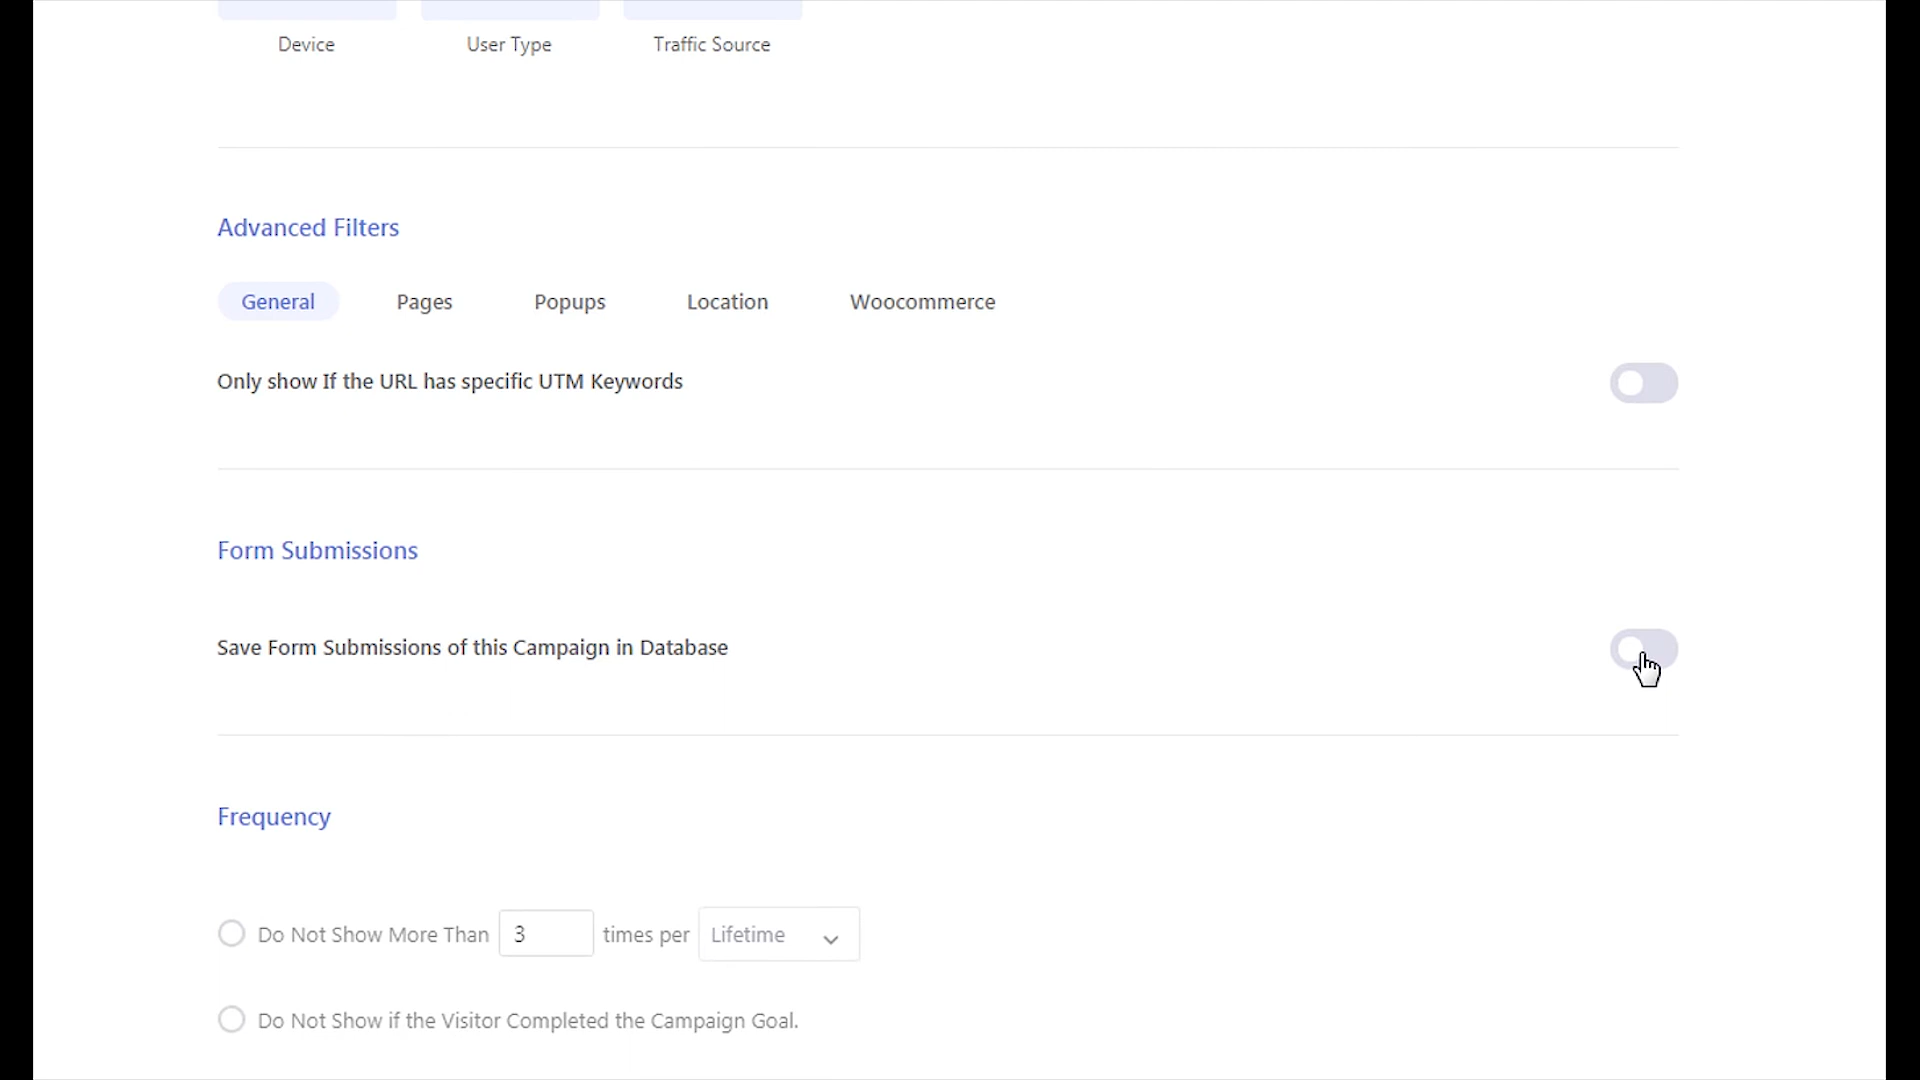 Device User Type Traffic Source
Advanced Filters
General Pages Popups Location Woocommerce
Only show If the URL has specific UTM Keywords
Form Submissions
Save Form Submissions of this Campaign in Database
Frequency
Do Not Show More Than 3 times per Lifetime
Do Not Show if the Visitor Completed the Campaign Goal.